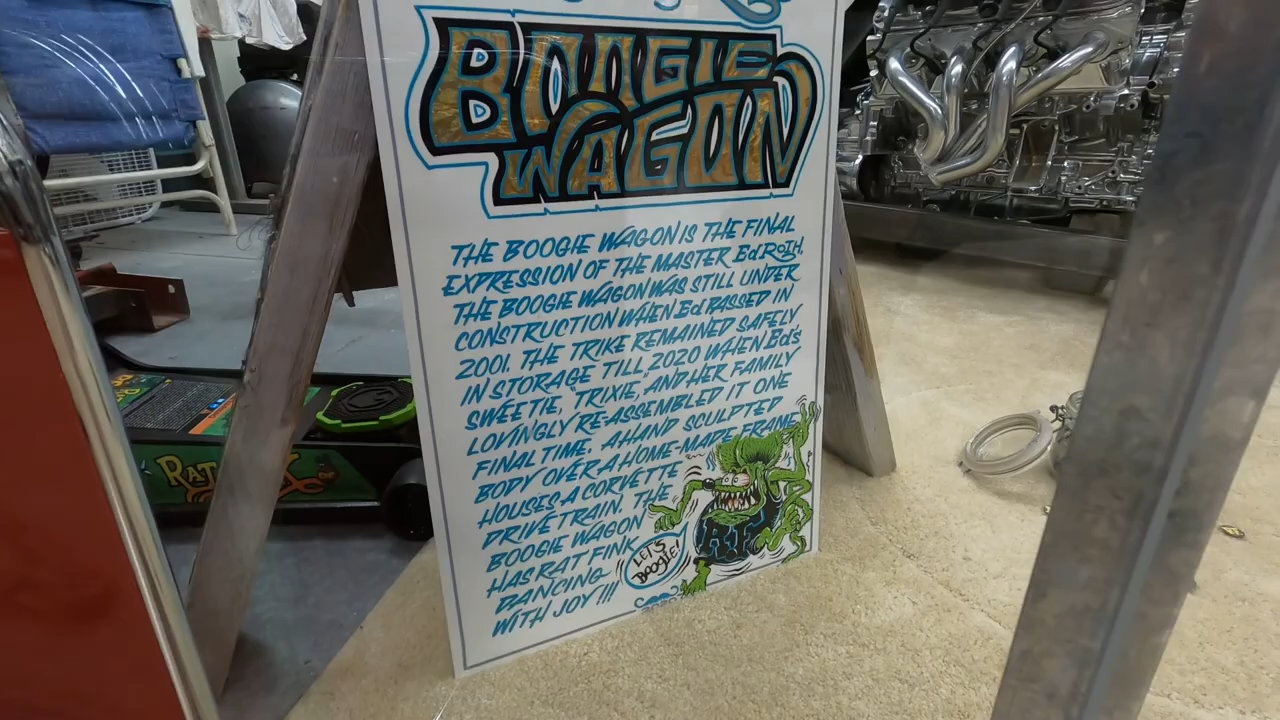 BOOGIE
WAGON
THE BOOGIE WAGON IS THE FINAL
EXPRESSION OF THE MASTER Ed Roth.
THE BOOGIE WAGON WAS STILL UNDER
CONSTRUCTION WHEN Ed PASSED IN
2001. THE TRIKE REMAINED SAFELY
IN STORAGE TILL 2020 WHEN Ed's
SWEETIE, TRIXIE, AND HER FAMILY
LOVINGLY RE-ASSEMBLED IT ONE
FINAL TIME. A HAND SCULPTED
BODY OVER A HOME-MADE FRAME
HOUSES A CORVETTE
DRIVE TRAIN. THE
BOOGIE WAGON
HAS RAT FINK
DANCING
WITH JOY!!!
LET'S
BOOGIE!
R.F.
RAT